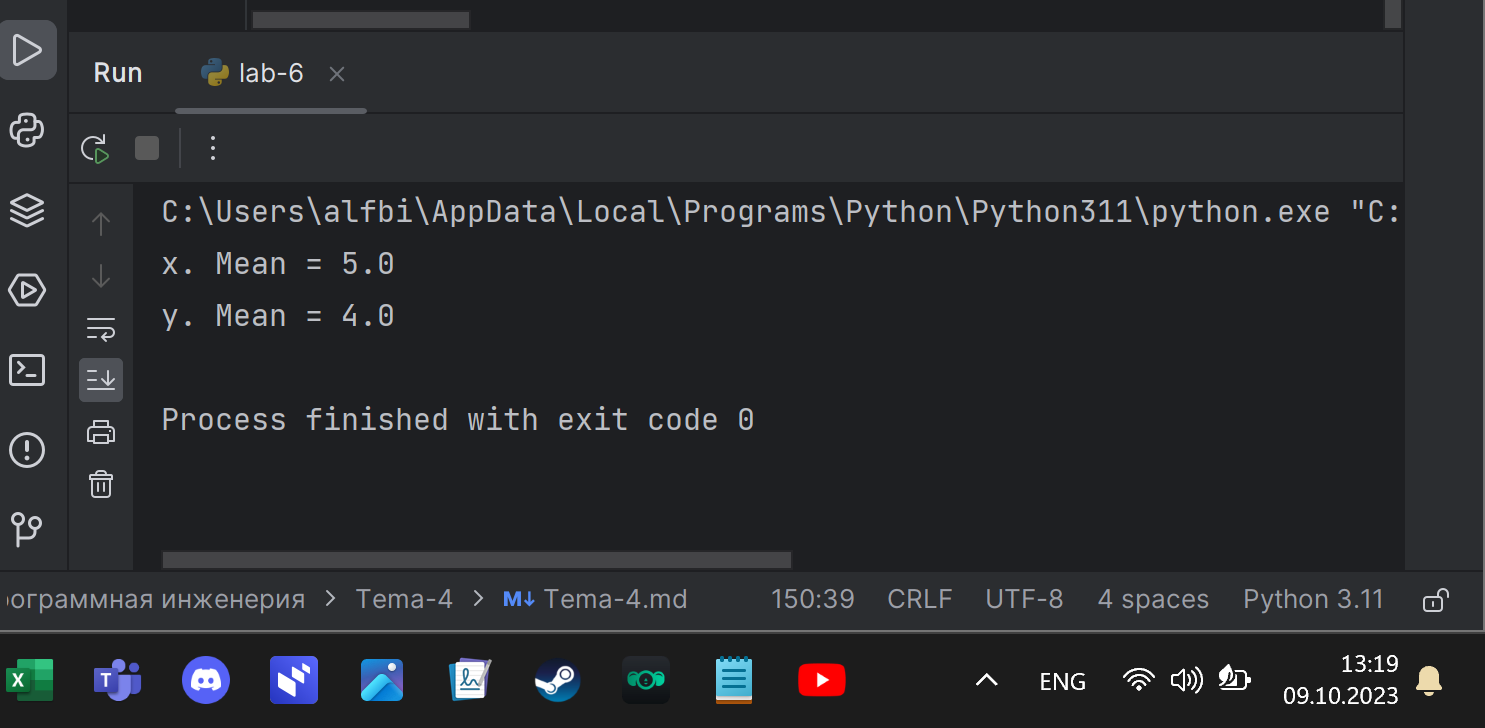 Run lab-6
C:\Users\alfbi\AppData\Local\Programs\Python\Python311\python.exe "C:
x. Mean = 5.0
y. Mean = 4.0
Process finished with exit code 0
ограммная инженерия > Tema-4 > M↓ Tema-4.md 150:39 CRLF UTF-8 4 spaces Python 3.11
ENG 13:19
09.10.2023